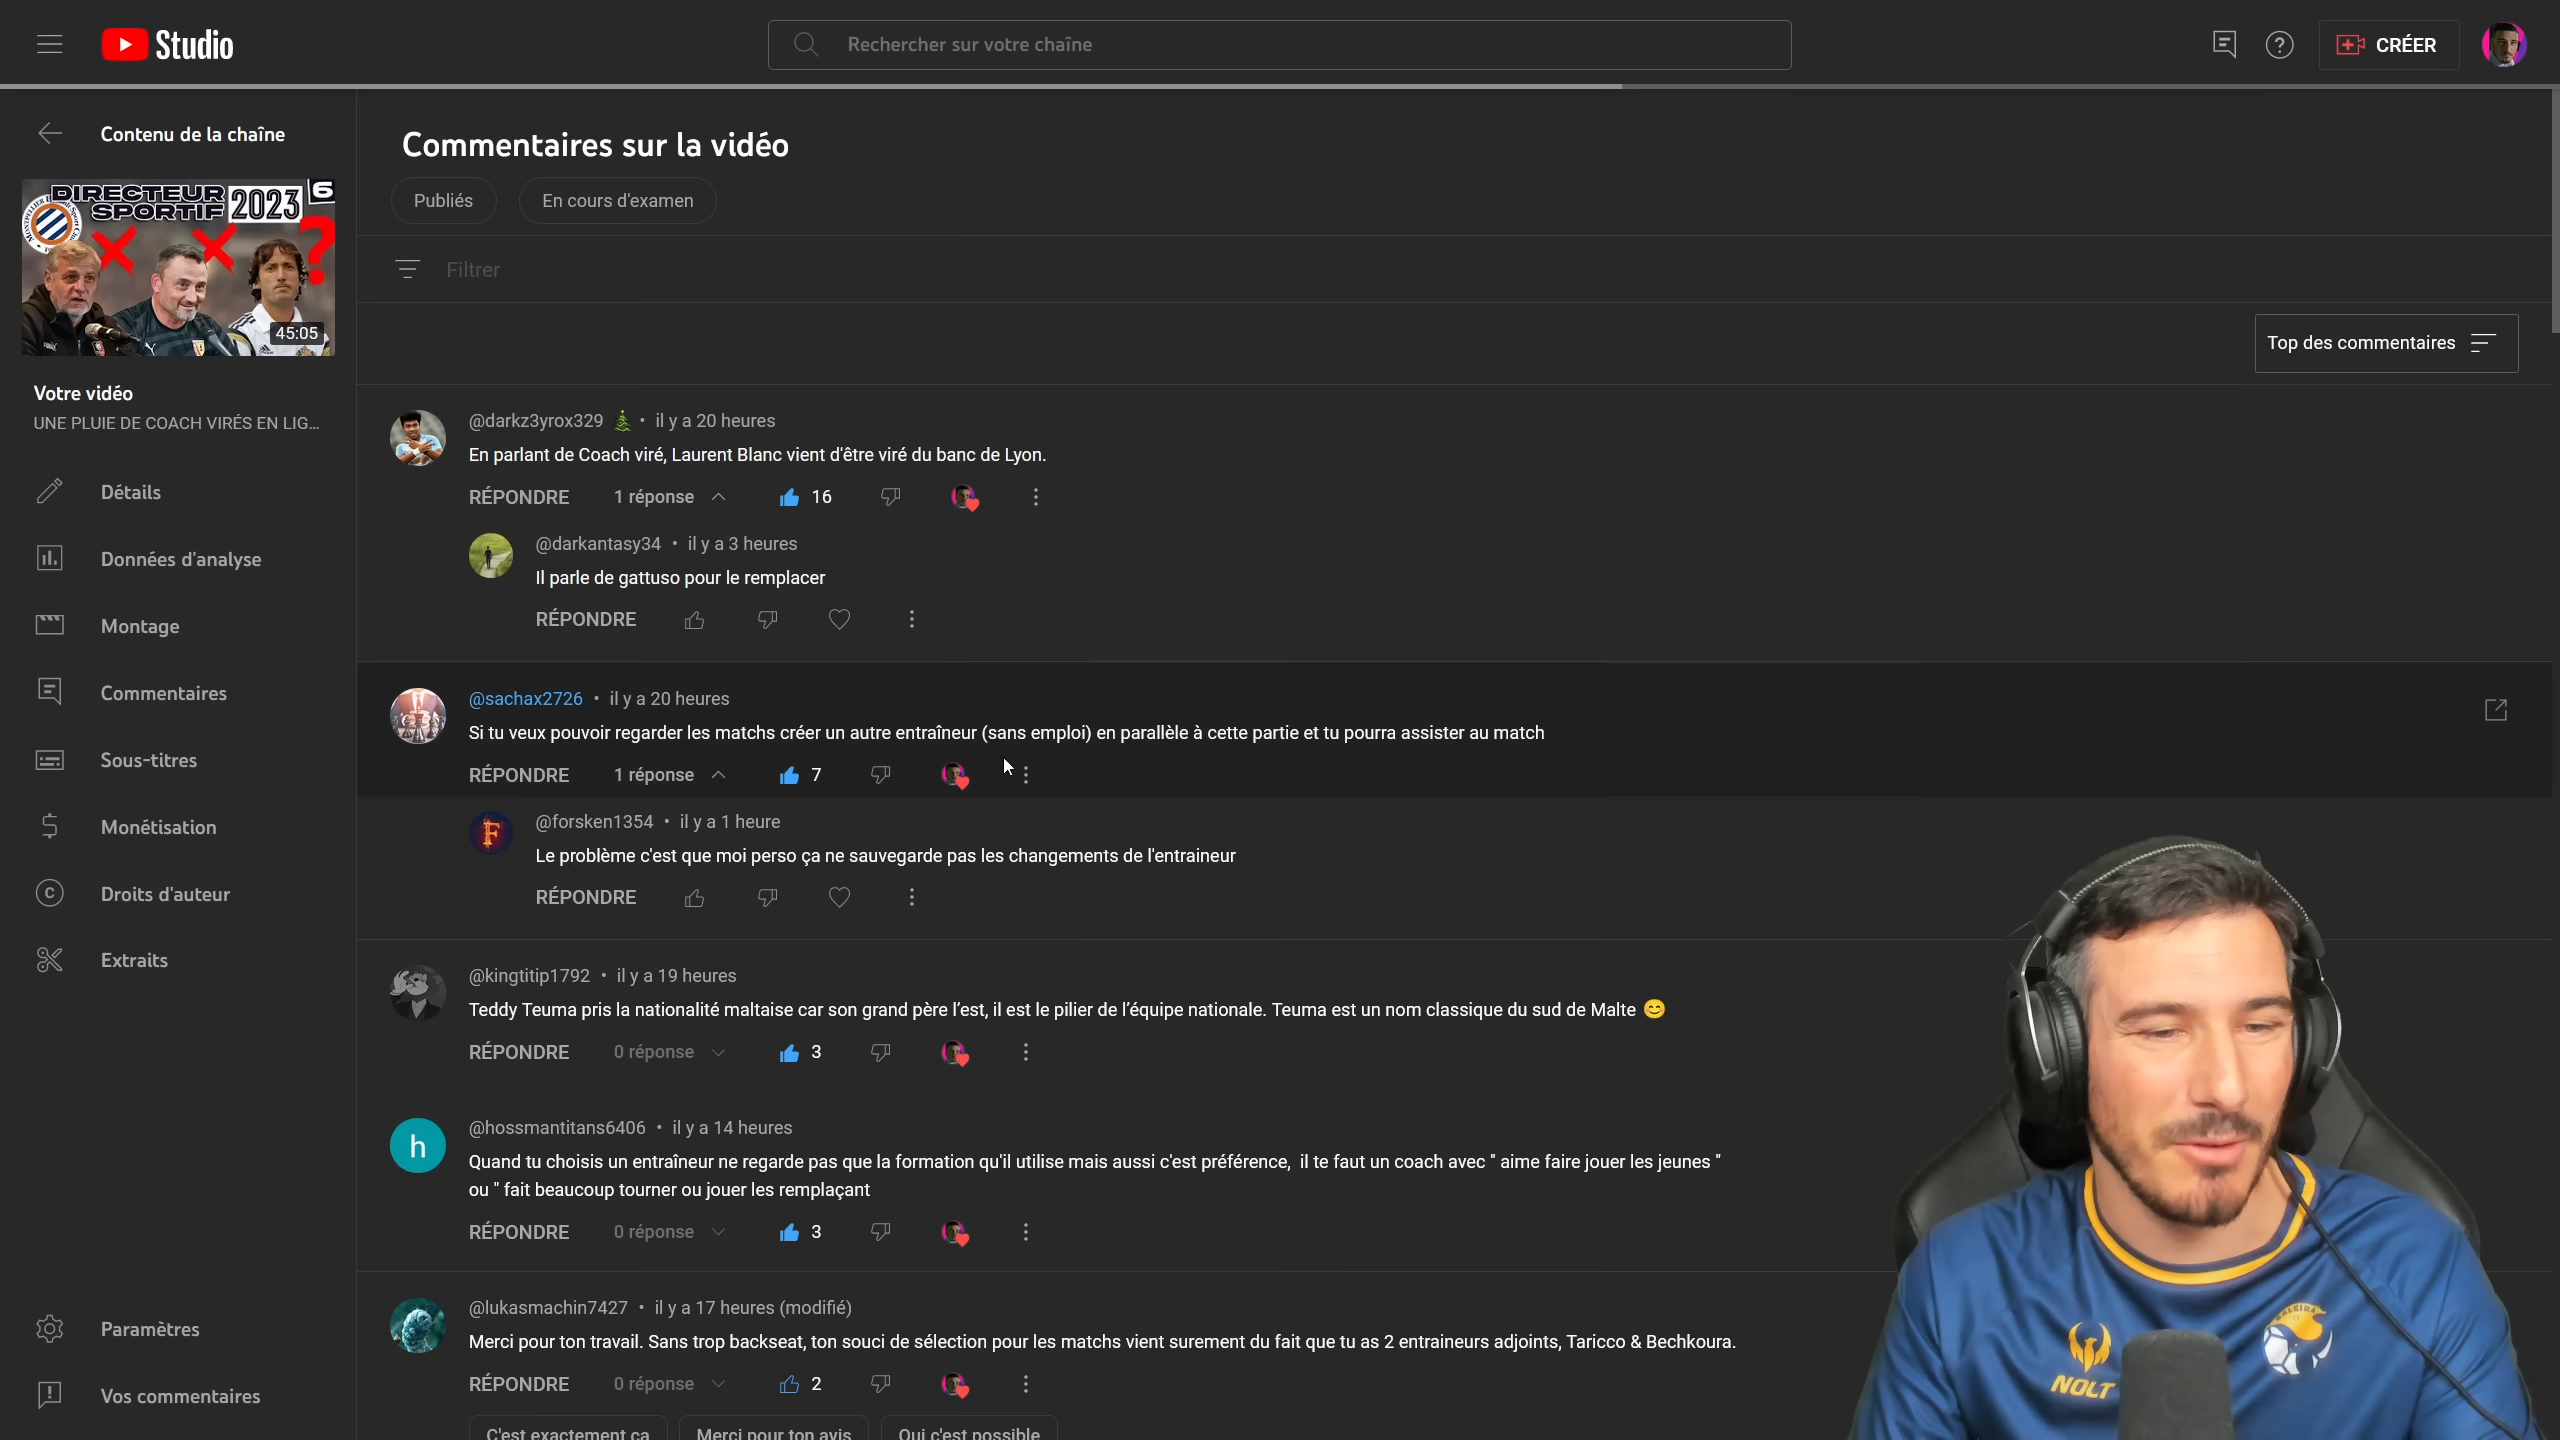 Studio
Rechercher sur votre chaîne
CRÉER
Contenu de la chaîne
DIRECTEUR
SPORTIF 2023
6
?
45:05
Votre vidéo
UNE PLUIE DE COACH VIRÉS EN LIG...
Détails
Données d'analyse
Montage
Commentaires
Sous-titres
Monétisation
Droits d'auteur
Extraits
Paramètres
Vos commentaires
Commentaires sur la vidéo
Publiés
En cours d'examen
Filtrer
Top des commentaires
@darkz3yrox329 🎄 • il y a 20 heures
En parlant de Coach viré, Laurent Blanc vient d'être viré du banc de Lyon.
RÉPONDRE 1 réponse 16
@darkantasy34 • il y a 3 heures
Il parle de gattuso pour le remplacer
RÉPONDRE
@sachax2726 • il y a 20 heures
Si tu veux pouvoir regarder les matchs créer un autre entraîneur (sans emploi) en parallèle à cette partie et tu pourra assister au match
RÉPONDRE 1 réponse 7
F
@forsken1354 • il y a 1 heure
Le problème c'est que moi perso ça ne sauvegarde pas les changements de l'entraineur
RÉPONDRE
@kingtitip1792 • il y a 19 heures
Teddy Teuma pris la nationalité maltaise car son grand père l’est, il est le pilier de l’équipe nationale. Teuma est un nom classique du sud de Malte 😊
RÉPONDRE 0 réponse 3
h
@hossmantitans6406 • il y a 14 heures
Quand tu choisis un entraîneur ne regarde pas que la formation qu'il utilise mais aussi c'est préférence, il te faut un coach avec " aime faire jouer les jeunes "
ou " fait beaucoup tourner ou jouer les remplaçant
RÉPONDRE 0 réponse 3
@lukasmachin7427 • il y a 17 heures (modifié)
Merci pour ton travail. Sans trop backseat, ton souci de sélection pour les matchs vient surement du fait que tu as 2 entraineurs adjoints, Taricco & Bechkoura.
RÉPONDRE 0 réponse 2
C'est exactement ça
Merci pour ton avis
Oui c'est possible
NOLT